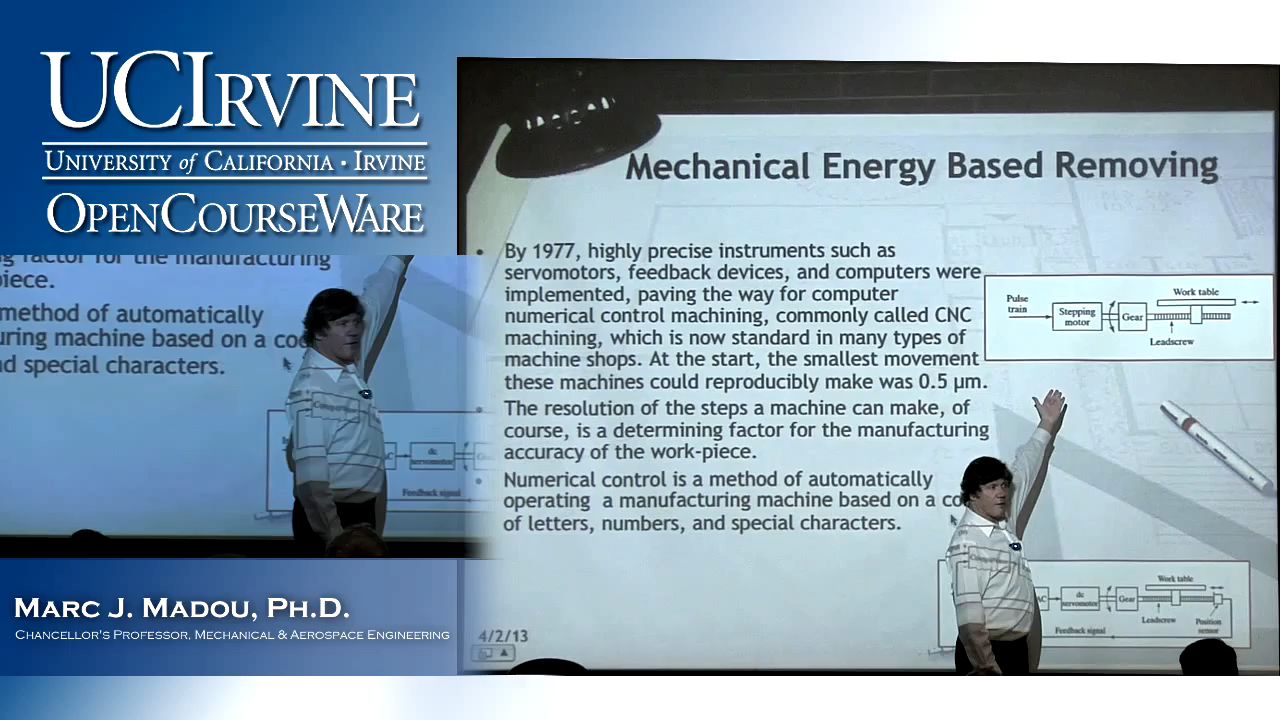 UCIRVINE
UNIVERSITY of CALIFORNIA · IRVINE
OPENCOURSEWARE
factor for the manufacturing
piece.
method of automatically
uring machine based on a
nd special characters.
dc
servomotor
Feedback signal
MARC J. MADOU, PH.D.
CHANCELLOR'S PROFESSOR, MECHANICAL & AEROSPACE ENGINEERING
Mechanical Energy Based Removing
• By 1977, highly precise instruments such as
servomotors, feedback devices, and computers were
implemented, paving the way for computer
numerical control machining, commonly called CNC
machining, which is now standard in many types of
machine shops. At the start, the smallest movement
these machines could reproducibly make was 0.5 µm.
• The resolution of the steps a machine can make, of
course, is a determining factor for the manufacturing
accuracy of the work-piece.
• Numerical control is a method of automatically
operating a manufacturing machine based on a
of letters, numbers, and special characters.
Pulse
train
Stepping
motor
Gear
Work table
Leadscrew
dc
servomotor
Gear
Work table
Leadscrew
Position
sensor
Feedback signal
4/2/13